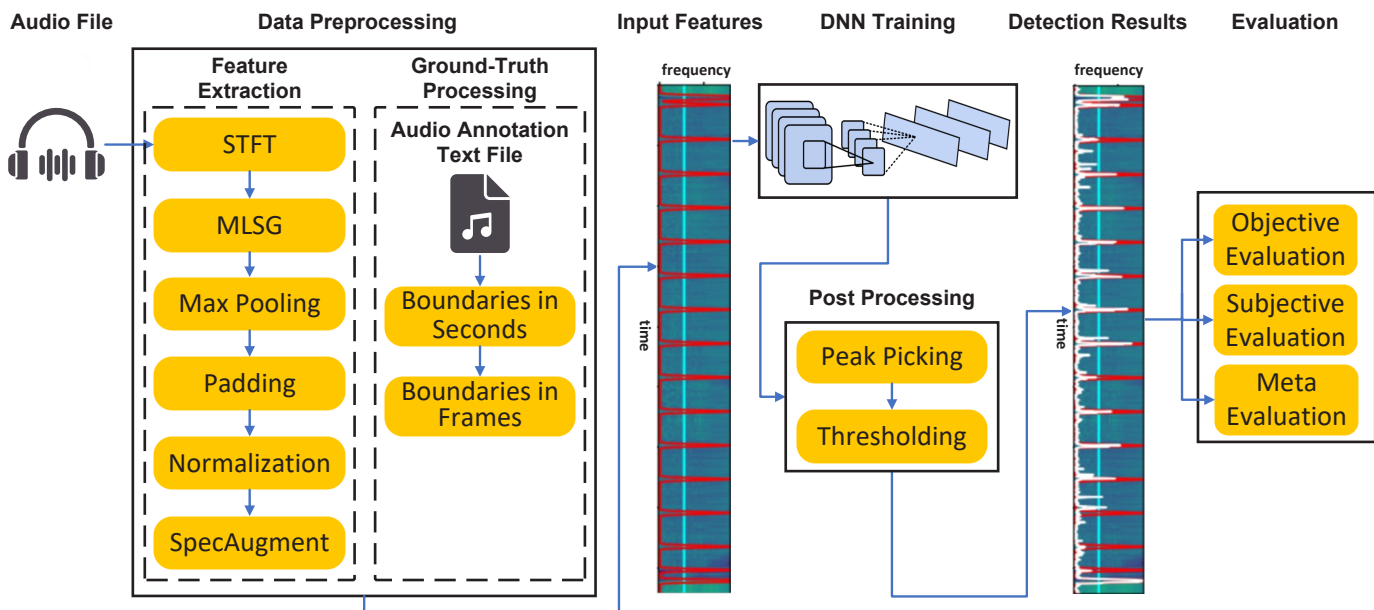 Audio File
Data Preprocessing
Input Features
DNN Training
Detection Results
Evaluation
Feature
Extraction
STFT
MLSG
Max Pooling
Padding
Normalization
SpecAugment
Ground-Truth
Processing
Audio Annotation
Text File
Boundaries in
Seconds
Boundaries in
Frames
frequency
time
Post Processing
Peak Picking
Thresholding
frequency
time
Objective
Evaluation
Subjective
Evaluation
Meta
Evaluation